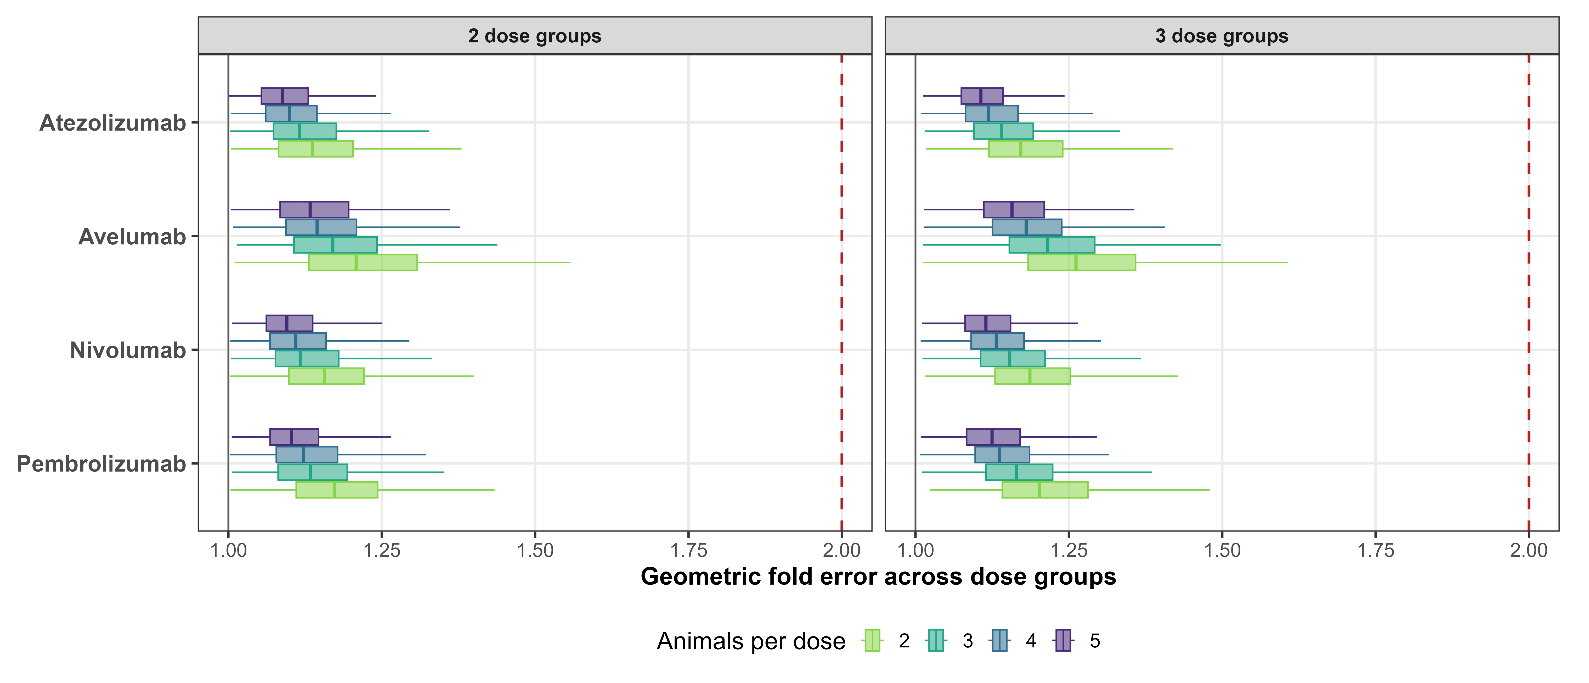 2 dose groups
3 dose groups
Atezolizumab
Avelumab
Nivolumab
Pembrolizumab
1.00 1.25 1.50 1.75 2.00
1.00 1.25 1.50 1.75 2.00
Geometric fold error across dose groups
Animals per dose 2 3 4 5